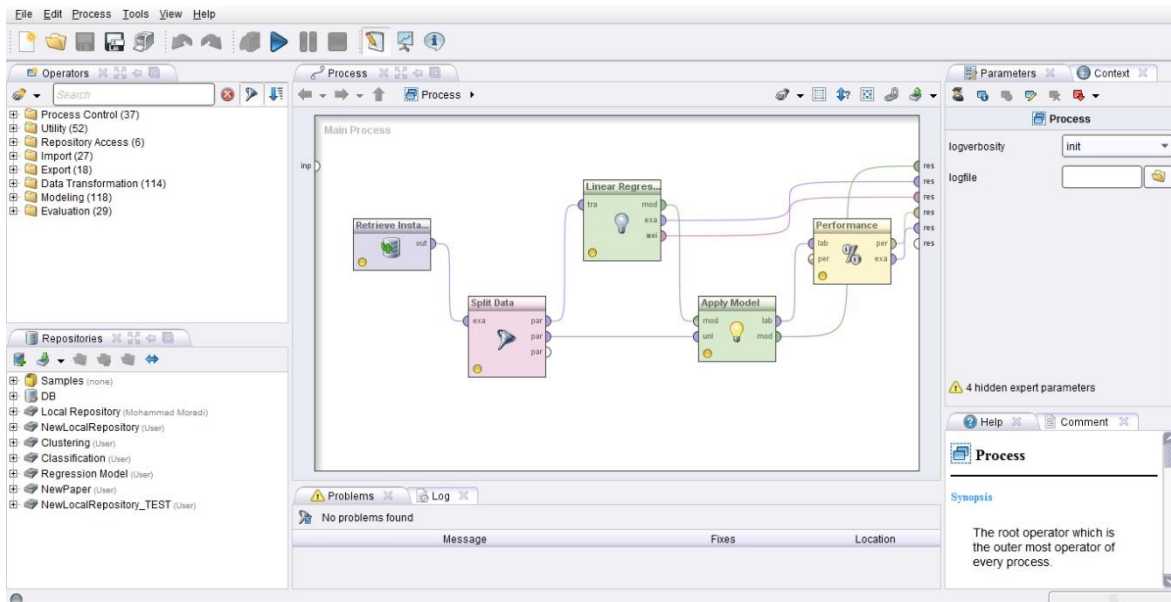 File Edit Process Tools View Help
Operators
Search
Process Control (37)
Utility (52)
Repository Access (6)
Import (27)
Export (18)
Data Transformation (114)
Modeling (118)
Evaluation (29)
Repositories
Samples (none)
DB
Local Repository (Mohammad Moradi)
NewLocalRepository (User)
Clustering (User)
Classification (User)
Regression Model (User)
NewPaper (User)
NewLocalRepository_TEST (User)
Process
Process
Main Process
inp
res
res
res
res
res
res
Retrieve Insta...
out
Split Data
exa par
par
par
Linear Regres...
tra mod
exa
wei
Apply Model
mod lab
unl mod
Performance
lab per
per exa
%
Problems Log
No problems found
Message Fixes Location
Parameters Context
Process
logverbosity init
logfile
4 hidden expert parameters
Help Comment
Process
Synopsis
The root operator which is
the outer most operator of
every process.